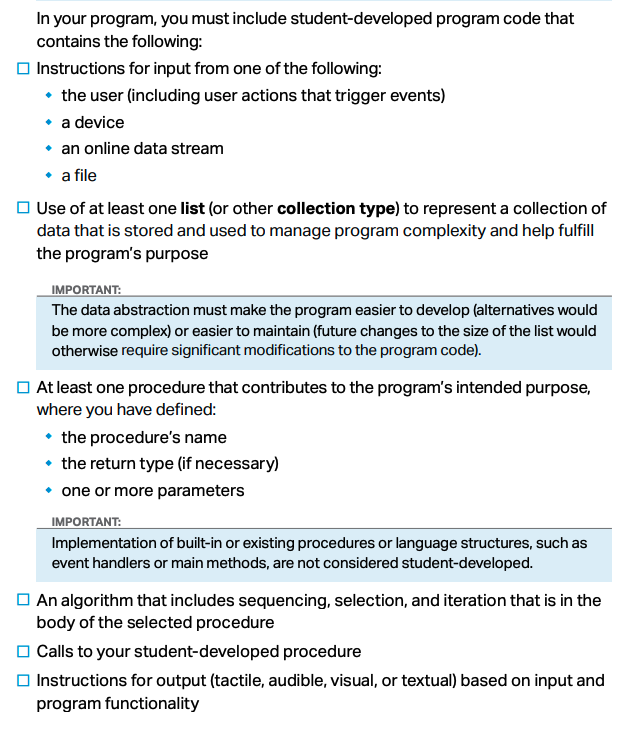 In your program, you must include student-developed program code that
contains the following:
Instructions for input from one of the following:
the user (including user actions that trigger events)
a device
an online data stream
a file
Use of at least one list (or other collection type) to represent a collection of
data that is stored and used to manage program complexity and help fulfill
the program's purpose
IMPORTANT:
The data abstraction must make the program easier to develop (alternatives would
be more complex) or easier to maintain (future changes to the size of the list would
otherwise require significant modifications to the program code).
At least one procedure that contributes to the program's intended purpose,
where you have defined:
the procedure's name
the return type (if necessary)
one or more parameters
IMPORTANT:
Implementation of built-in or existing procedures or language structures, such as
event handlers or main methods, are not considered student-developed.
An algorithm that includes sequencing, selection, and iteration that is in the
body of the selected procedure
Calls to your student-developed procedure
Instructions for output (tactile, audible, visual, or textual) based on input and
program functionality